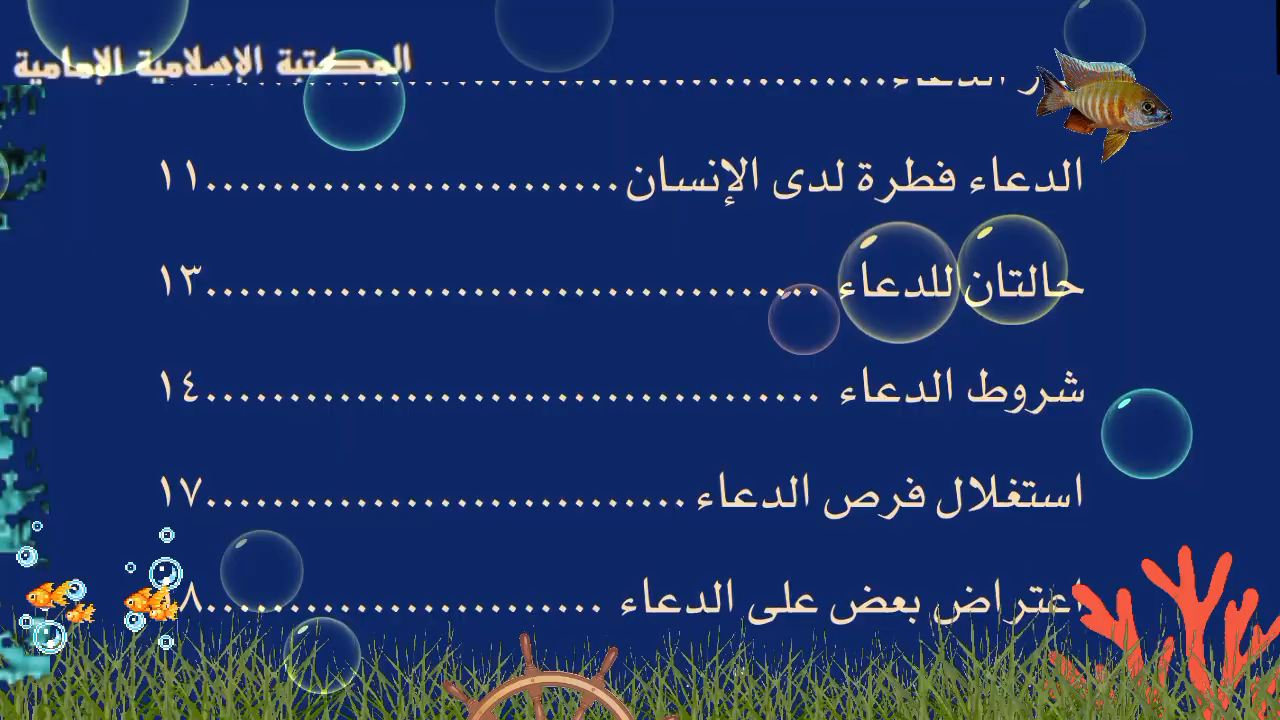 المكتبة الإسلامية الإمامية
الدعاء
الدعاء فطرة لدى الإنسان........................١١
حالتان للدعاء ....................................١٣
شروط الدعاء ....................................١٤
استغلال فرص الدعاء............................١٧
اعتراض بعض على الدعاء ........................